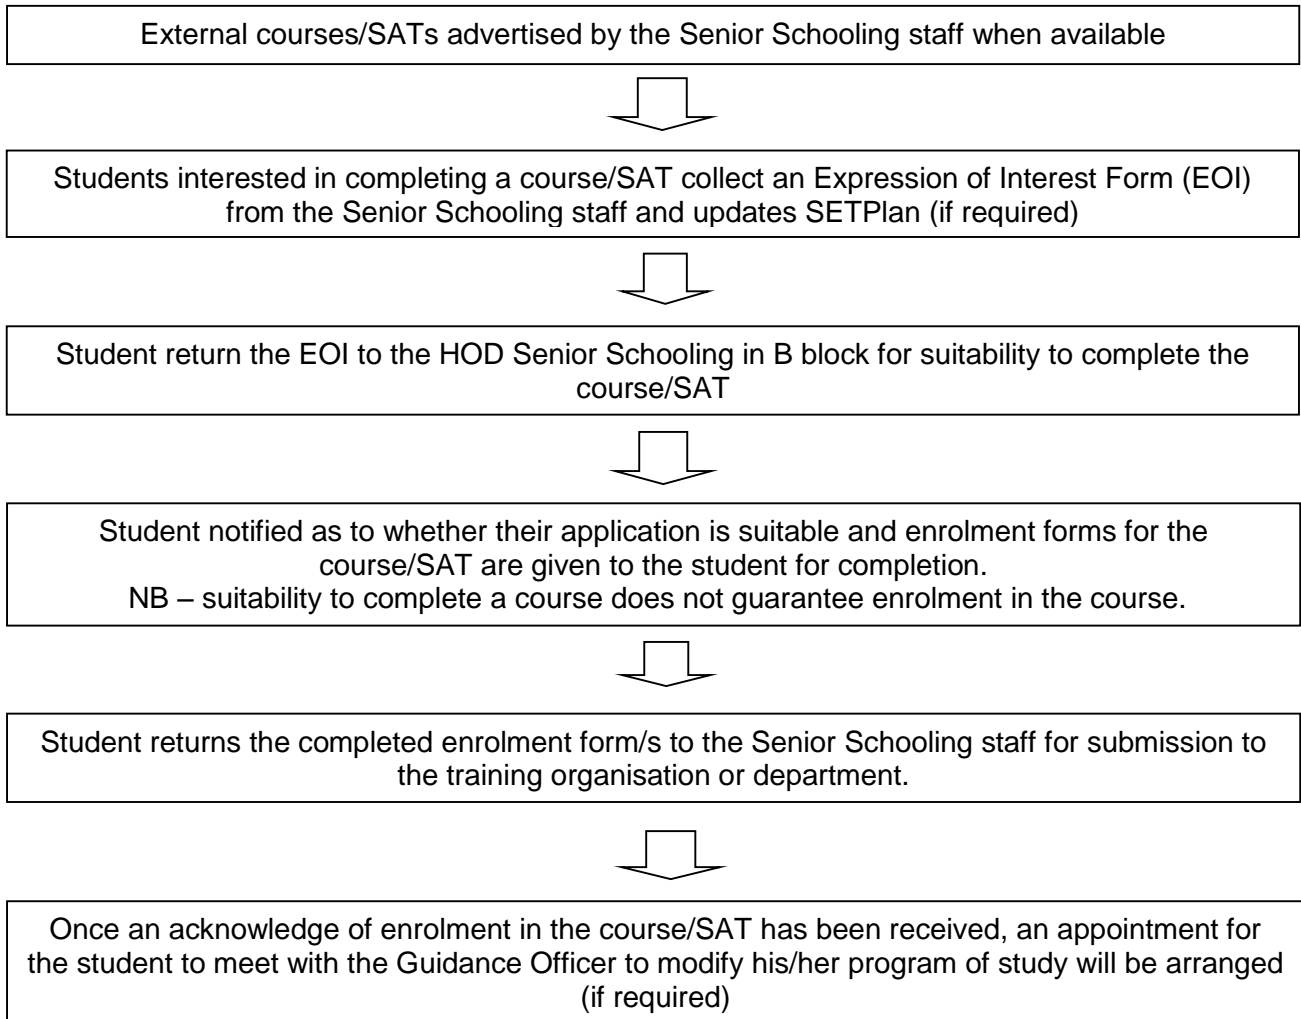 External courses/SATs advertised by the Senior Schooling staff when available
Students interested in completing a course/SAT collect an Expression of Interest Form (EOI)
from the Senior Schooling staff and updates SETPlan (if required)
Student return the EOI to the HOD Senior Schooling in B block for suitability to complete the
course/SAT
Student notified as to whether their application is suitable and enrolment forms for the
course/SAT are given to the student for completion.
NB – suitability to complete a course does not guarantee enrolment in the course.
Student returns the completed enrolment form/s to the Senior Schooling staff for submission to
the training organisation or department.
Once an acknowledge of enrolment in the course/SAT has been received, an appointment for
the student to meet with the Guidance Officer to modify his/her program of study will be arranged
(if required)